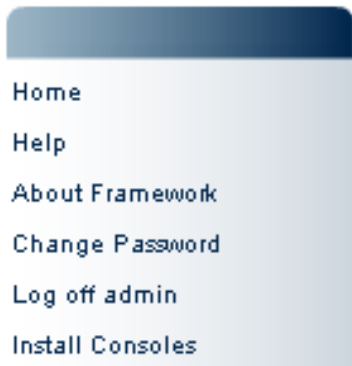 Home
Help
About Framework
Change Password
Log off admin
Install Consoles